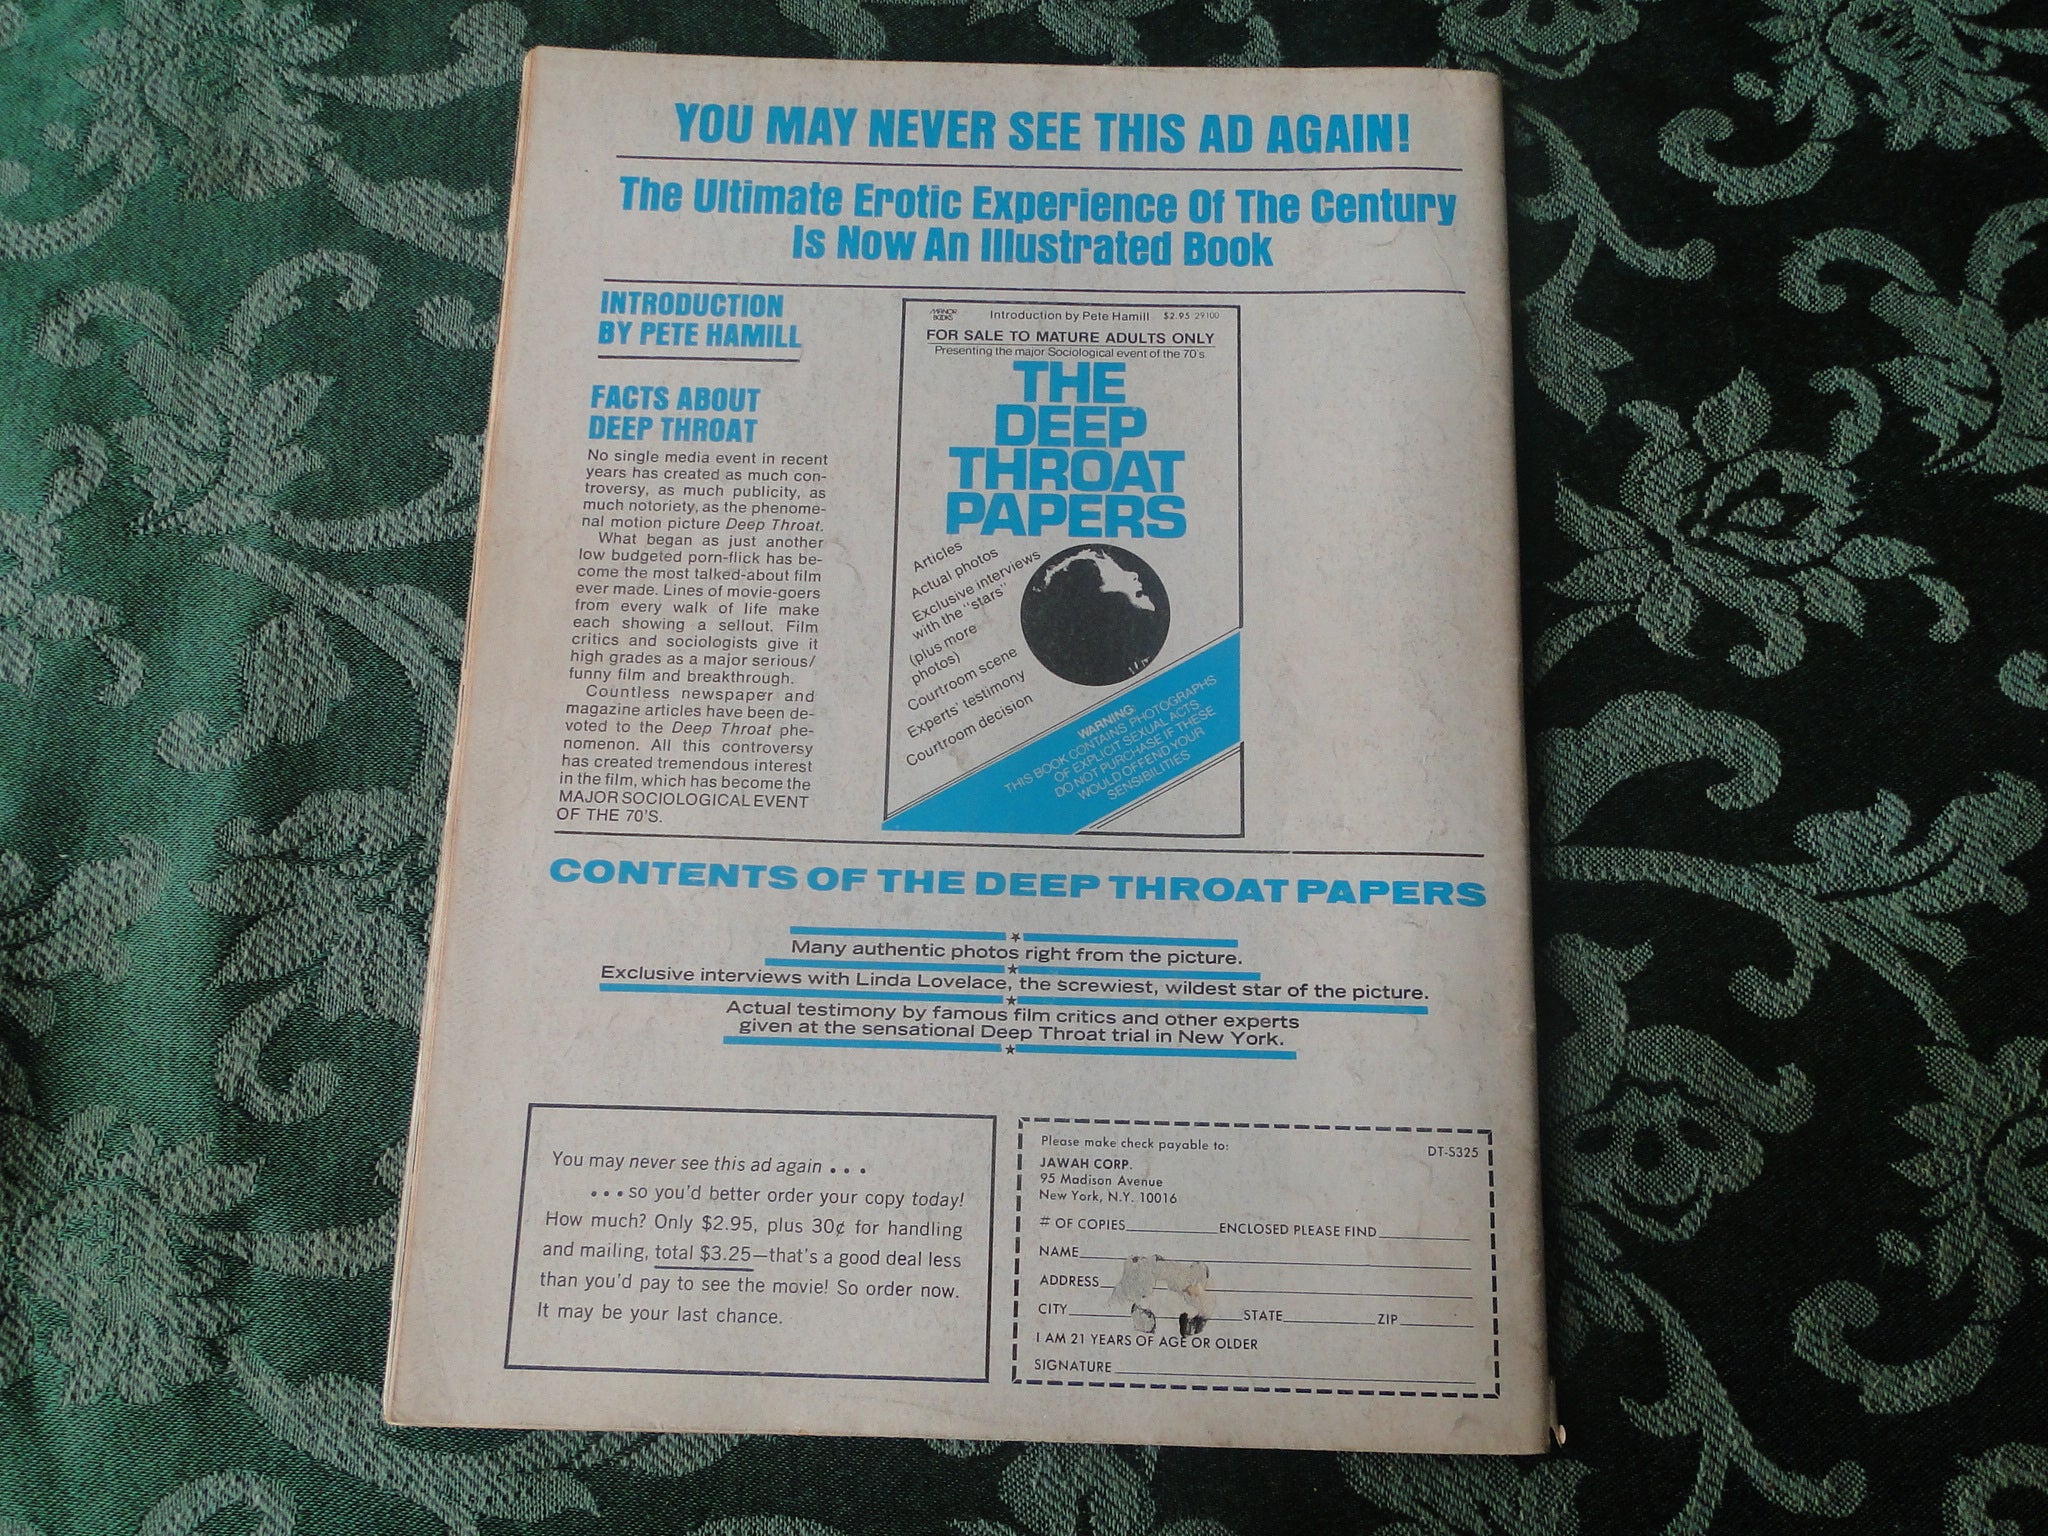 YOU MAY NEVER SEE THIS AD AGAIN!
The Ultimate Erotic Experience Of The Century
Is Now An Illustrated Book
INTRODUCTION
BY PETE HAMILL
FACTS ABOUT
DEEP THROAT
No single media event in recent
years has created as much con-
troversy, as much publicity, as
much notoriety, as the phenome-
nal motion picture Deep Throat.
What began as just another
low budgeted porn-flick has be-
come the most talked-about film
ever made. Lines of movie-goers
from every walk of life make
each showing a sellout. Film
critics and sociologists give it
high grades as a major serious/
funny film and breakthrough.
Countless newspaper and
magazine articles have been de-
voted to the Deep Throat phe-
nomenon. All this controversy
has created tremendous interest
in the film, which has become the
MAJOR SOCIOLOGICAL EVENT
OF THE 70'S.
MANOR
BOOKS
Introduction by Pete Hamill $2.95 29100
FOR SALE TO MATURE ADULTS ONLY
Presenting the major Sociological event of the 70's
THE
DEEP
THROAT
PAPERS
Articles
Actual photos
Exclusive interviews
with the "stars"
(plus more
photos)
Courtroom scene
Experts' testimony
Courtroom decision
WARNING:
THIS BOOK CONTAINS PHOTOGRAPHS
OF EXPLICIT SEXUAL ACTS
DO NOT PURCHASE IF THESE
WOULD OFFEND YOUR
SENSIBILITIES
CONTENTS OF THE DEEP THROAT PAPERS
Many authentic photos right from the picture.
Exclusive interviews with Linda Lovelace, the screwiest, wildest star of the picture.
Actual testimony by famous film critics and other experts
given at the sensational Deep Throat trial in New York.
You may never see this ad again . . .
. . . so you'd better order your copy today!
How much? Only $2.95, plus 30¢ for handling
and mailing, total $3.25—that's a good deal less
than you'd pay to see the movie! So order now.
It may be your last chance.
Please make check payable to: DT-S325
JAWAH CORP.
95 Madison Avenue
New York, N.Y. 10016
# OF COPIES ENCLOSED PLEASE FIND
NAME
ADDRESS
CITY STATE ZIP
I AM 21 YEARS OF AGE OR OLDER
SIGNATURE